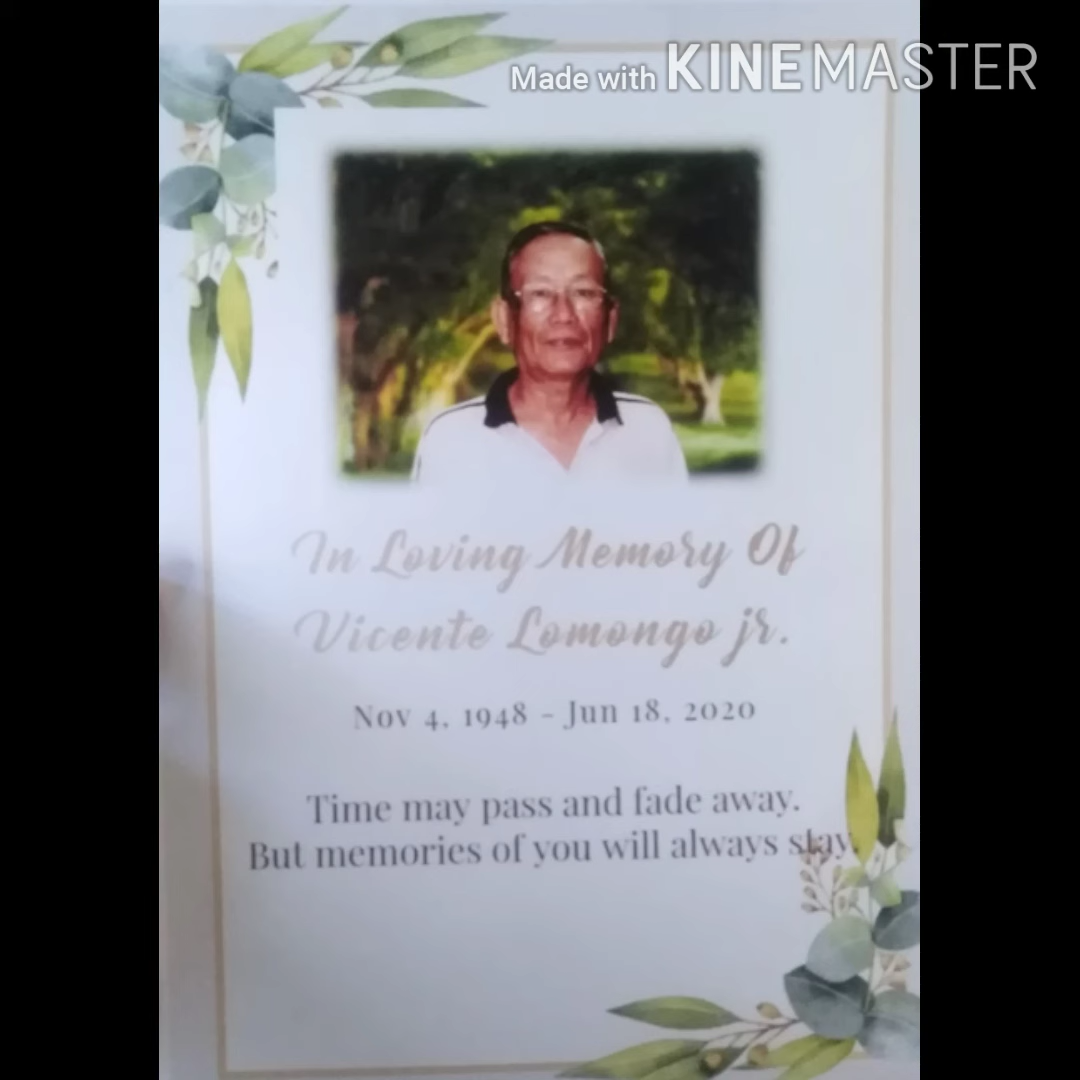 Made with KINEMASTER
In Loving Memory Of
Vicente Lomongo jr.
Nov 4, 1948 - Jun 18, 2020
Time may pass and fade away.
But memories of you will always stay.